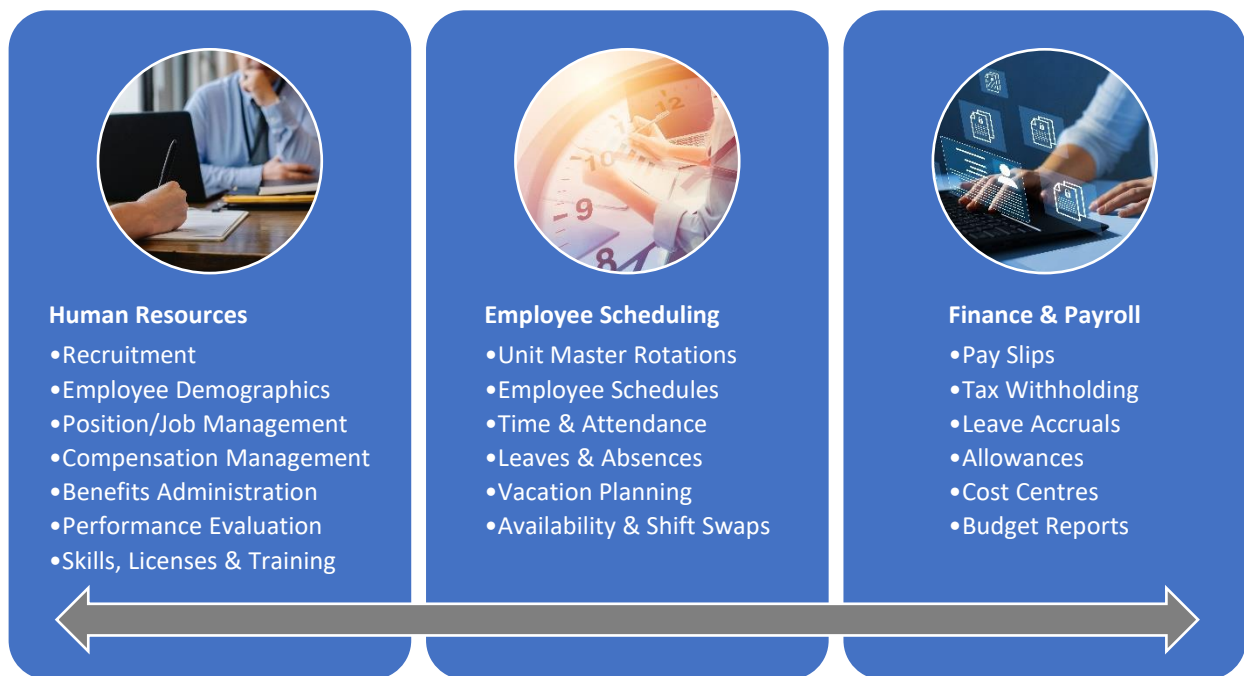 12
10
9
8
Human Resources
•Recruitment
•Employee Demographics
•Position/Job Management
•Compensation Management
•Benefits Administration
•Performance Evaluation
•Skills, Licenses & Training
Employee Scheduling
•Unit Master Rotations
•Employee Schedules
•Time & Attendance
•Leaves & Absences
•Vacation Planning
•Availability & Shift Swaps
Finance & Payroll
•Pay Slips
•Tax Withholding
•Leave Accruals
•Allowances
•Cost Centres
•Budget Reports